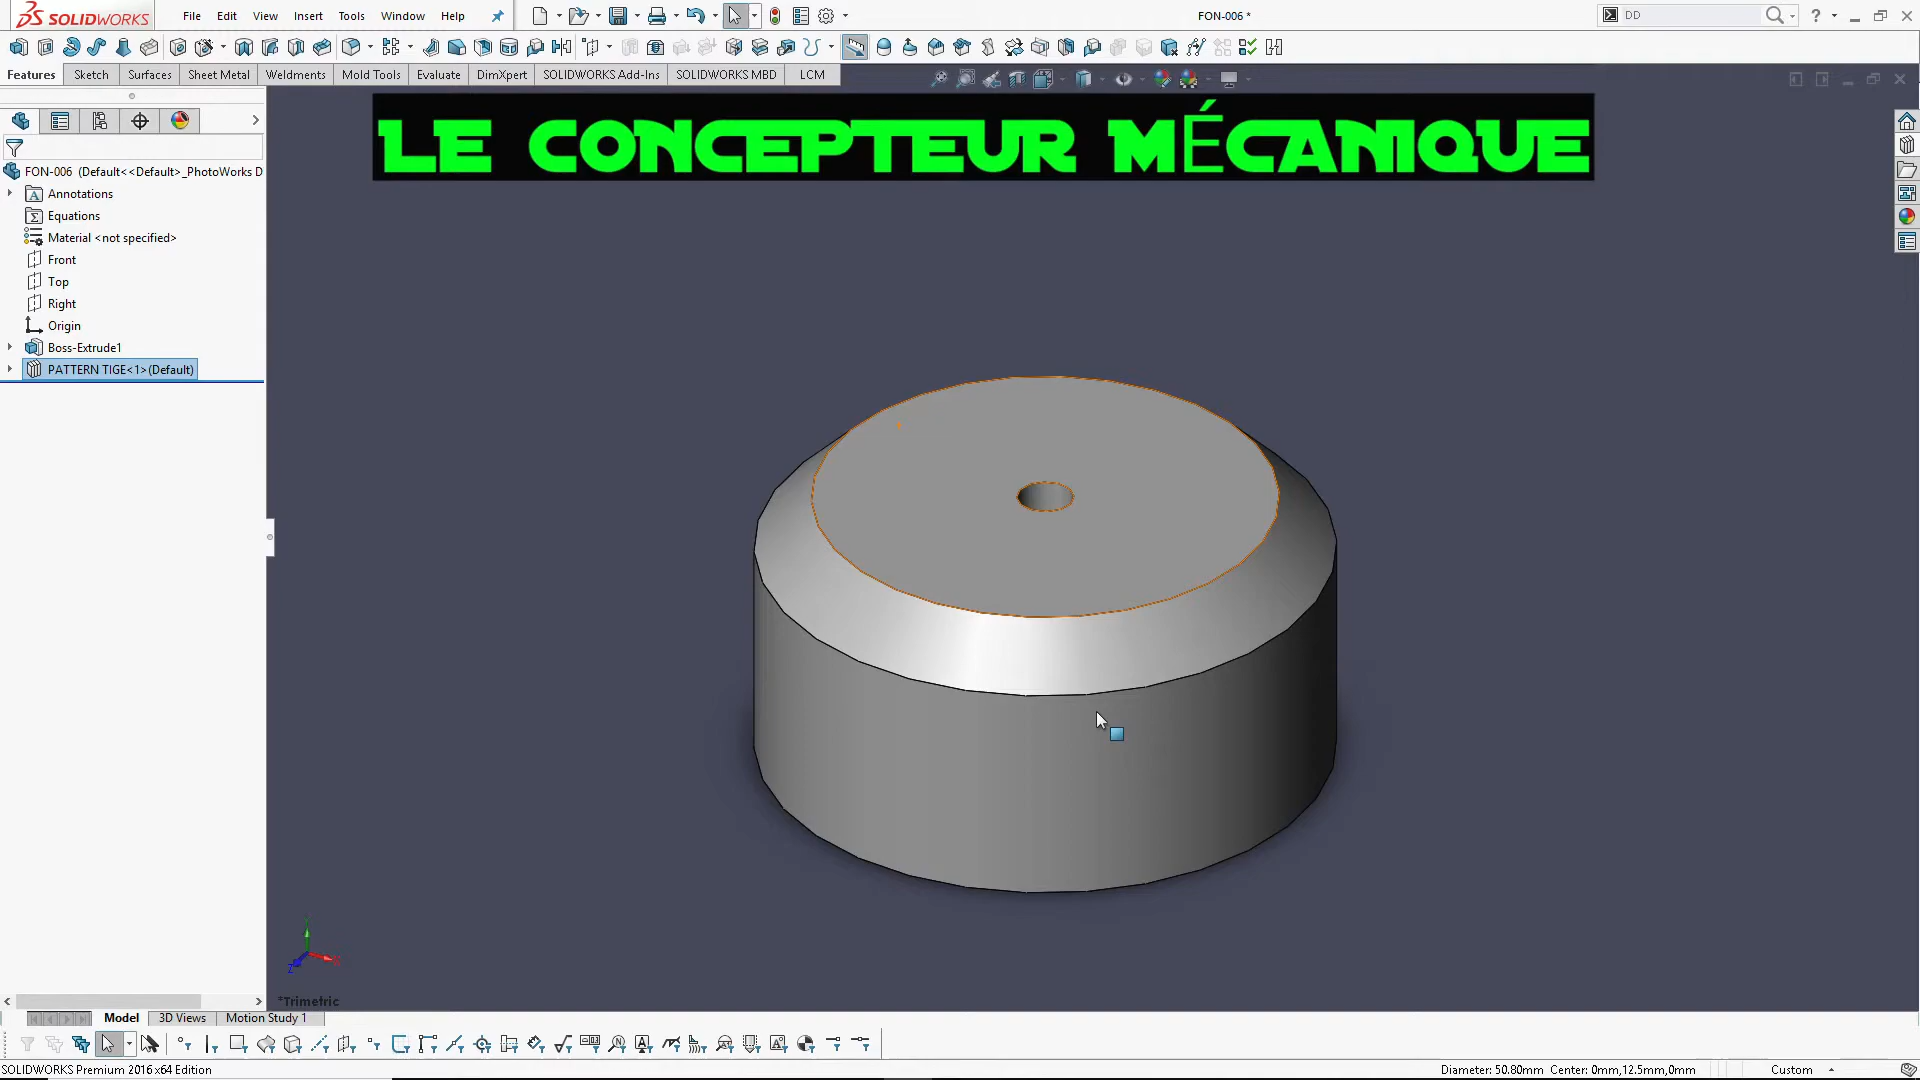 SOLIDWORKS File Edit View Insert Tools Window Help FON-006 * DD
Features Sketch Surfaces Sheet Metal Weldments Mold Tools Evaluate DimXpert SOLIDWORKS Add-Ins SOLIDWORKS MBD LCM
LE CONCEPTEUR MÉCANIQUE
FON-006 (Default<<Default>_PhotoWorks D
Annotations
Equations
Material <not specified>
Front
Top
Right
Origin
Boss-Extrude1
PATTERN TIGE<1>(Default)
*Trimetric
Model 3D Views Motion Study 1
SOLIDWORKS Premium 2016 x64 Edition Diameter: 50.80mm Center: 0mm,12.5mm,0mm Custom